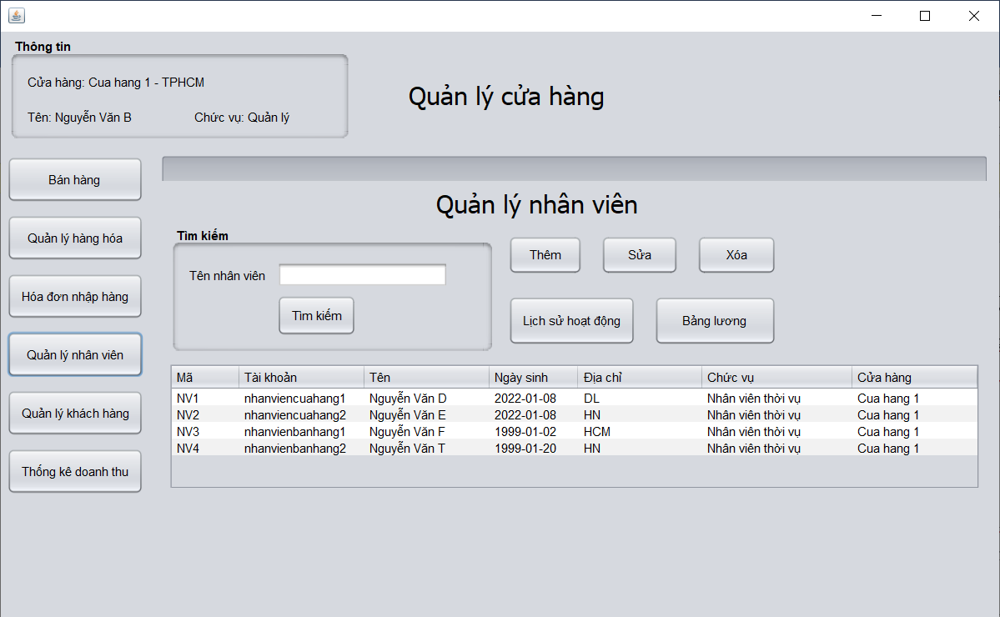 Thông tin
Cửa hàng: Cua hang 1 - TPHCM
Tên: Nguyễn Văn B Chức vụ: Quản lý
Quản lý cửa hàng
Bán hàng
Quản lý hàng hóa
Hóa đơn nhập hàng
Quản lý nhân viên
Quản lý khách hàng
Thống kê doanh thu
Quản lý nhân viên
Tìm kiếm
Tên nhân viên
Tìm kiếm
Thêm Sửa Xóa
Lịch sử hoạt động Bảng lương
Mã Tài khoản Tên Ngày sinh Địa chỉ Chức vụ Cửa hàng
NV1 nhanviencuahang1 Nguyễn Văn D 2022-01-08 DL Nhân viên thời vụ Cua hang 1
NV2 nhanviencuahang2 Nguyễn Văn E 2022-01-08 HN Nhân viên thời vụ Cua hang 1
NV3 nhanvienbanhang1 Nguyễn Văn F 1999-01-02 HCM Nhân viên thời vụ Cua hang 1
NV4 nhanvienbanhang2 Nguyễn Văn T 1999-01-20 HN Nhân viên thời vụ Cua hang 1